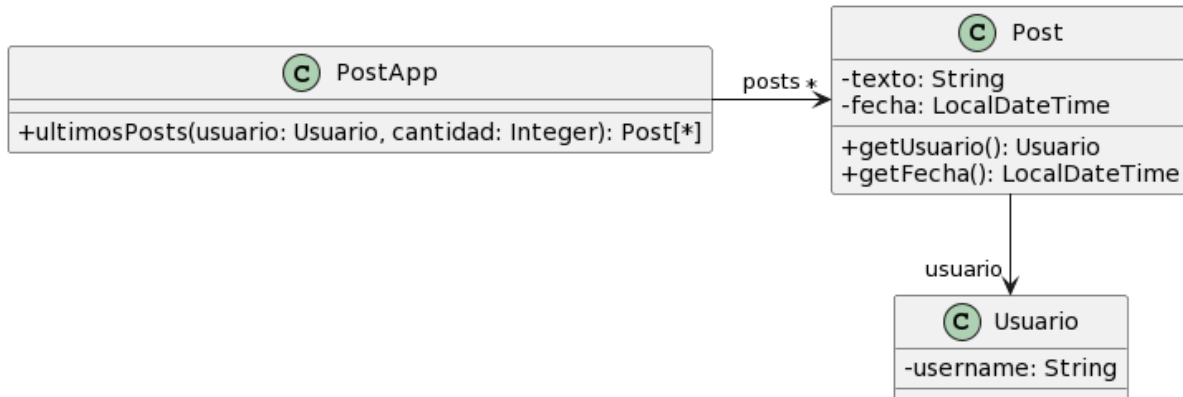 C PostApp
+ultimosPosts(usuario: Usuario, cantidad: Integer): Post[*]
posts *
C Post
-texto: String
-fecha: LocalDateTime
+getUsuario(): Usuario
+getFecha(): LocalDateTime
usuario
C Usuario
-username: String